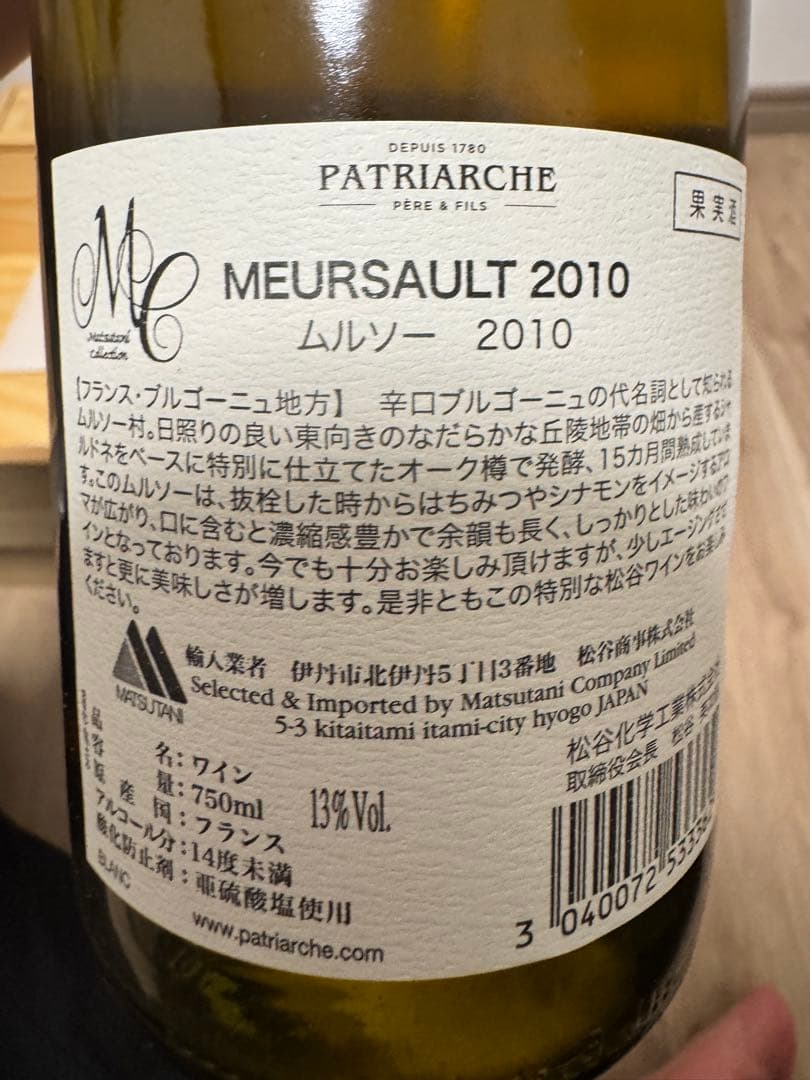 DEPUIS 1780
PATRIARCHE
PÈRE & FILS
果実酒
MC
Matsutani
Collection
MEURSAULT 2010
ムルソー 2010
【フランス・ブルゴーニュ地方】 辛口ブルゴーニュの代名詞として知られる
ムルソー村。日照りの良い東向きのなだらかな丘陵地帯の畑から産するシャ
ルドネをベースに特別に仕立てたオーク樽で発酵、15カ月間熟成していま
す。このムルソーは、抜栓した時からはちみつやシナモンをイメージするアロ
マが広がり、口に含むと濃縮感豊かで余韻も長く、しっかりとした味わいのワ
インとなっております。今でも十分お楽しみ頂けますが、少しエージングさせ
ますと更に美味しさが増します。是非ともこの特別な松谷ワインをお楽しみ
ください。
MATSUTANI
輸入業者 伊丹市北伊丹5丁目3番地 松谷商事株式会社
Selected & Imported by Matsutani Company Limited
5-3 kitaitami itami-city hyogo JAPAN
松谷化学工業株式会社
取締役会長 松谷
品名：ワイン
容量：750ml
原産国：フランス
アルコール分：14度未満
酸化防止剤：亜硫酸塩使用
13%Vol.
BLANC
www.patriarche.com
3 040072